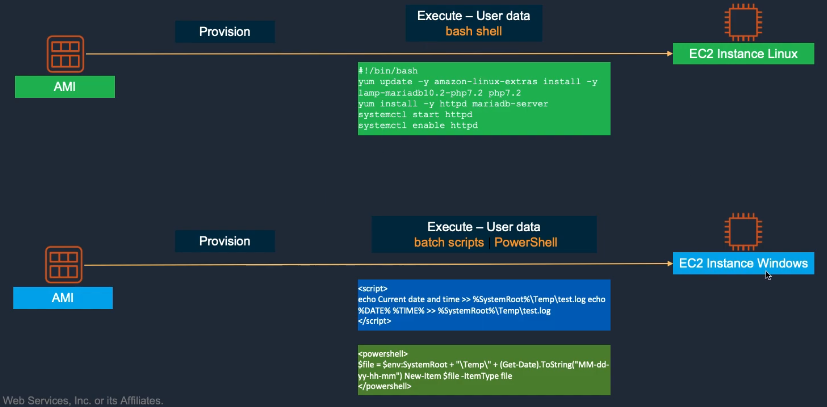 Execute – User data
Provision
bash shell
EC2 Instance Linux
AMI
#!/bin/bash
yum update -y amazon-linux-extras install -y
lamp-mariadb10.2-php7.2 php7.2
yum install -y httpd mariadb-server
systemctl start httpd
systemctl enable httpd
Execute – User data
Provision
batch scripts PowerShell
EC2 Instance Windows
AMI
<script>
echo Current date and time >> %SystemRoot%\Temp\test.log echo
%DATE% %TIME% >> %SystemRoot%\Temp\test.log
</script>
<powershell>
$file = $env:SystemRoot + "\Temp\" + (Get-Date).ToString("MM-dd-
yy-hh-mm") New-Item $file -ItemType file
</powershell>
Web Services, Inc. or its Affiliates.